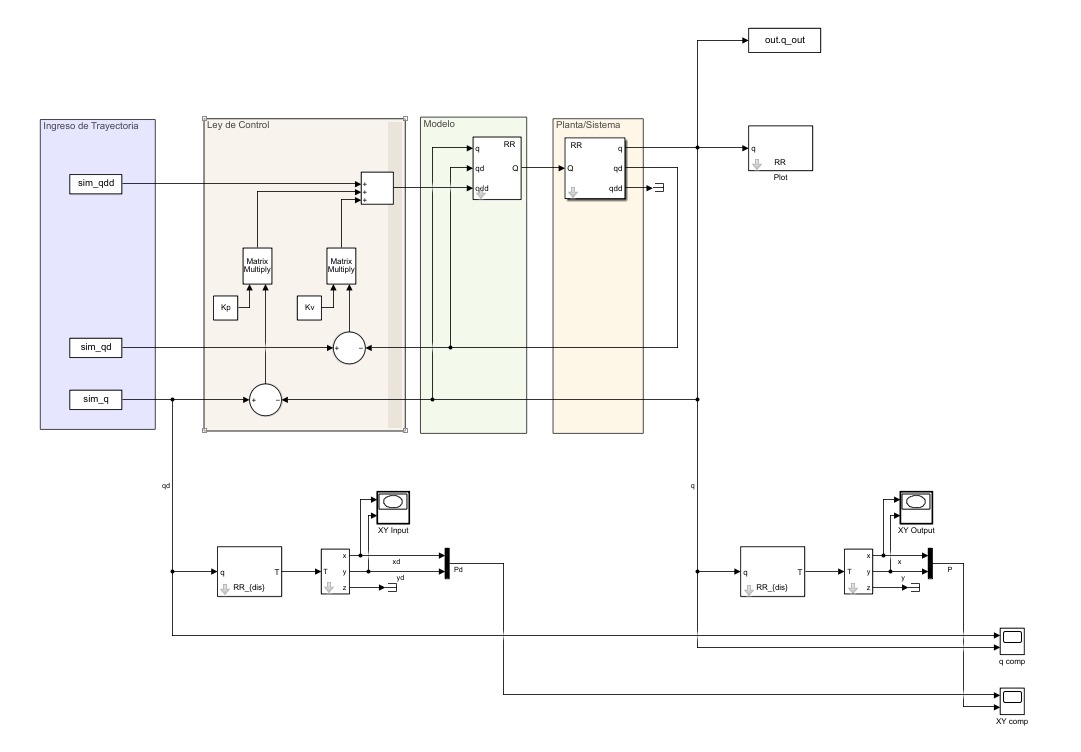 out.q_out
Ingreso de Trayectoria
Ley de Control
Modelo
Planta/Sistema
sim_qdd
+
+
+
q
RR
qd
Q
qdd
RR
q
Q
qd
qdd
q
RR
Plot
Matrix
Multiply
Matrix
Multiply
Kp
Kv
sim_qd
+
−
sim_q
+
−
qd
q
XY Input
XY Output
q
T
RR_{dis}
T
x
y
z
xd
yd
Pd
q
T
RR_{dis}
T
x
y
z
x
y
P
q comp
XY comp